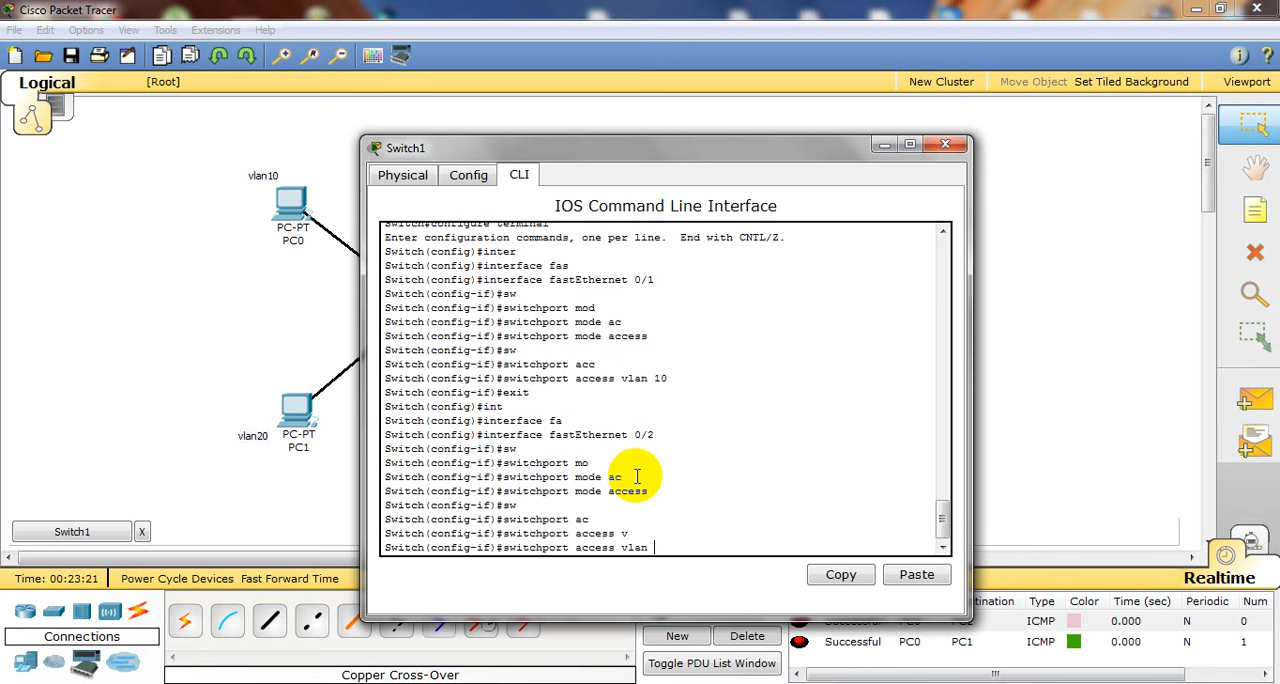 Cisco Packet Tracer
File Edit Options View Tools Extensions Help
Logical [Root] New Cluster Move Object Set Tiled Background Viewport
vlan10
PC-PT
PC0
vlan20
PC-PT
PC1
Switch1
Physical Config CLI
IOS Command Line Interface
Switch#configure terminal
Enter configuration commands, one per line. End with CNTL/Z.
Switch(config)#inter
Switch(config)#interface fas
Switch(config)#interface fastEthernet 0/1
Switch(config-if)#sw
Switch(config-if)#switchport mod
Switch(config-if)#switchport mode ac
Switch(config-if)#switchport mode access
Switch(config-if)#sw
Switch(config-if)#switchport acc
Switch(config-if)#switchport access vlan 10
Switch(config-if)#exit
Switch(config)#int
Switch(config)#interface fa
Switch(config)#interface fastEthernet 0/2
Switch(config-if)#sw
Switch(config-if)#switchport mo
Switch(config-if)#switchport mode ac
Switch(config-if)#switchport mode access
Switch(config-if)#sw
Switch(config-if)#switchport ac
Switch(config-if)#switchport access v
Switch(config-if)#switchport access vlan
Copy Paste
Switch1 X
Time: 00:23:21 Power Cycle Devices Fast Forward Time Realtime
Connections
Copper Cross-Over
New Delete
Toggle PDU List Window
tination Type Color Time (sec) Periodic Num
Successful PC0 PC2 ICMP 0.000 N 0
Successful PC0 PC1 ICMP 0.000 N 1